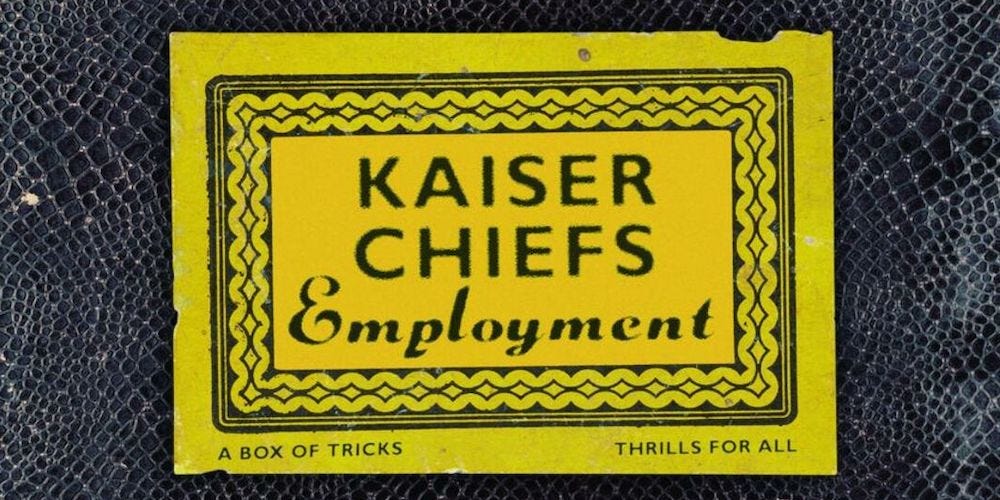 KAISER
CHIEFS
Employment
A BOX OF TRICKS
THRILLS FOR ALL